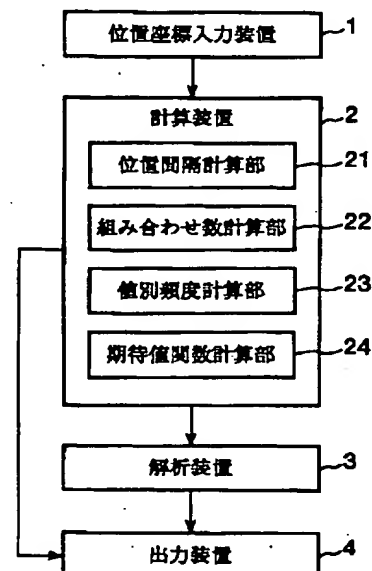 位置座標入力装置 1
計算装置 2
位置間隔計算部 21
組み合わせ数計算部 22
値別頻度計算部 23
期待値関数計算部 24
解析装置 3
出力装置 4